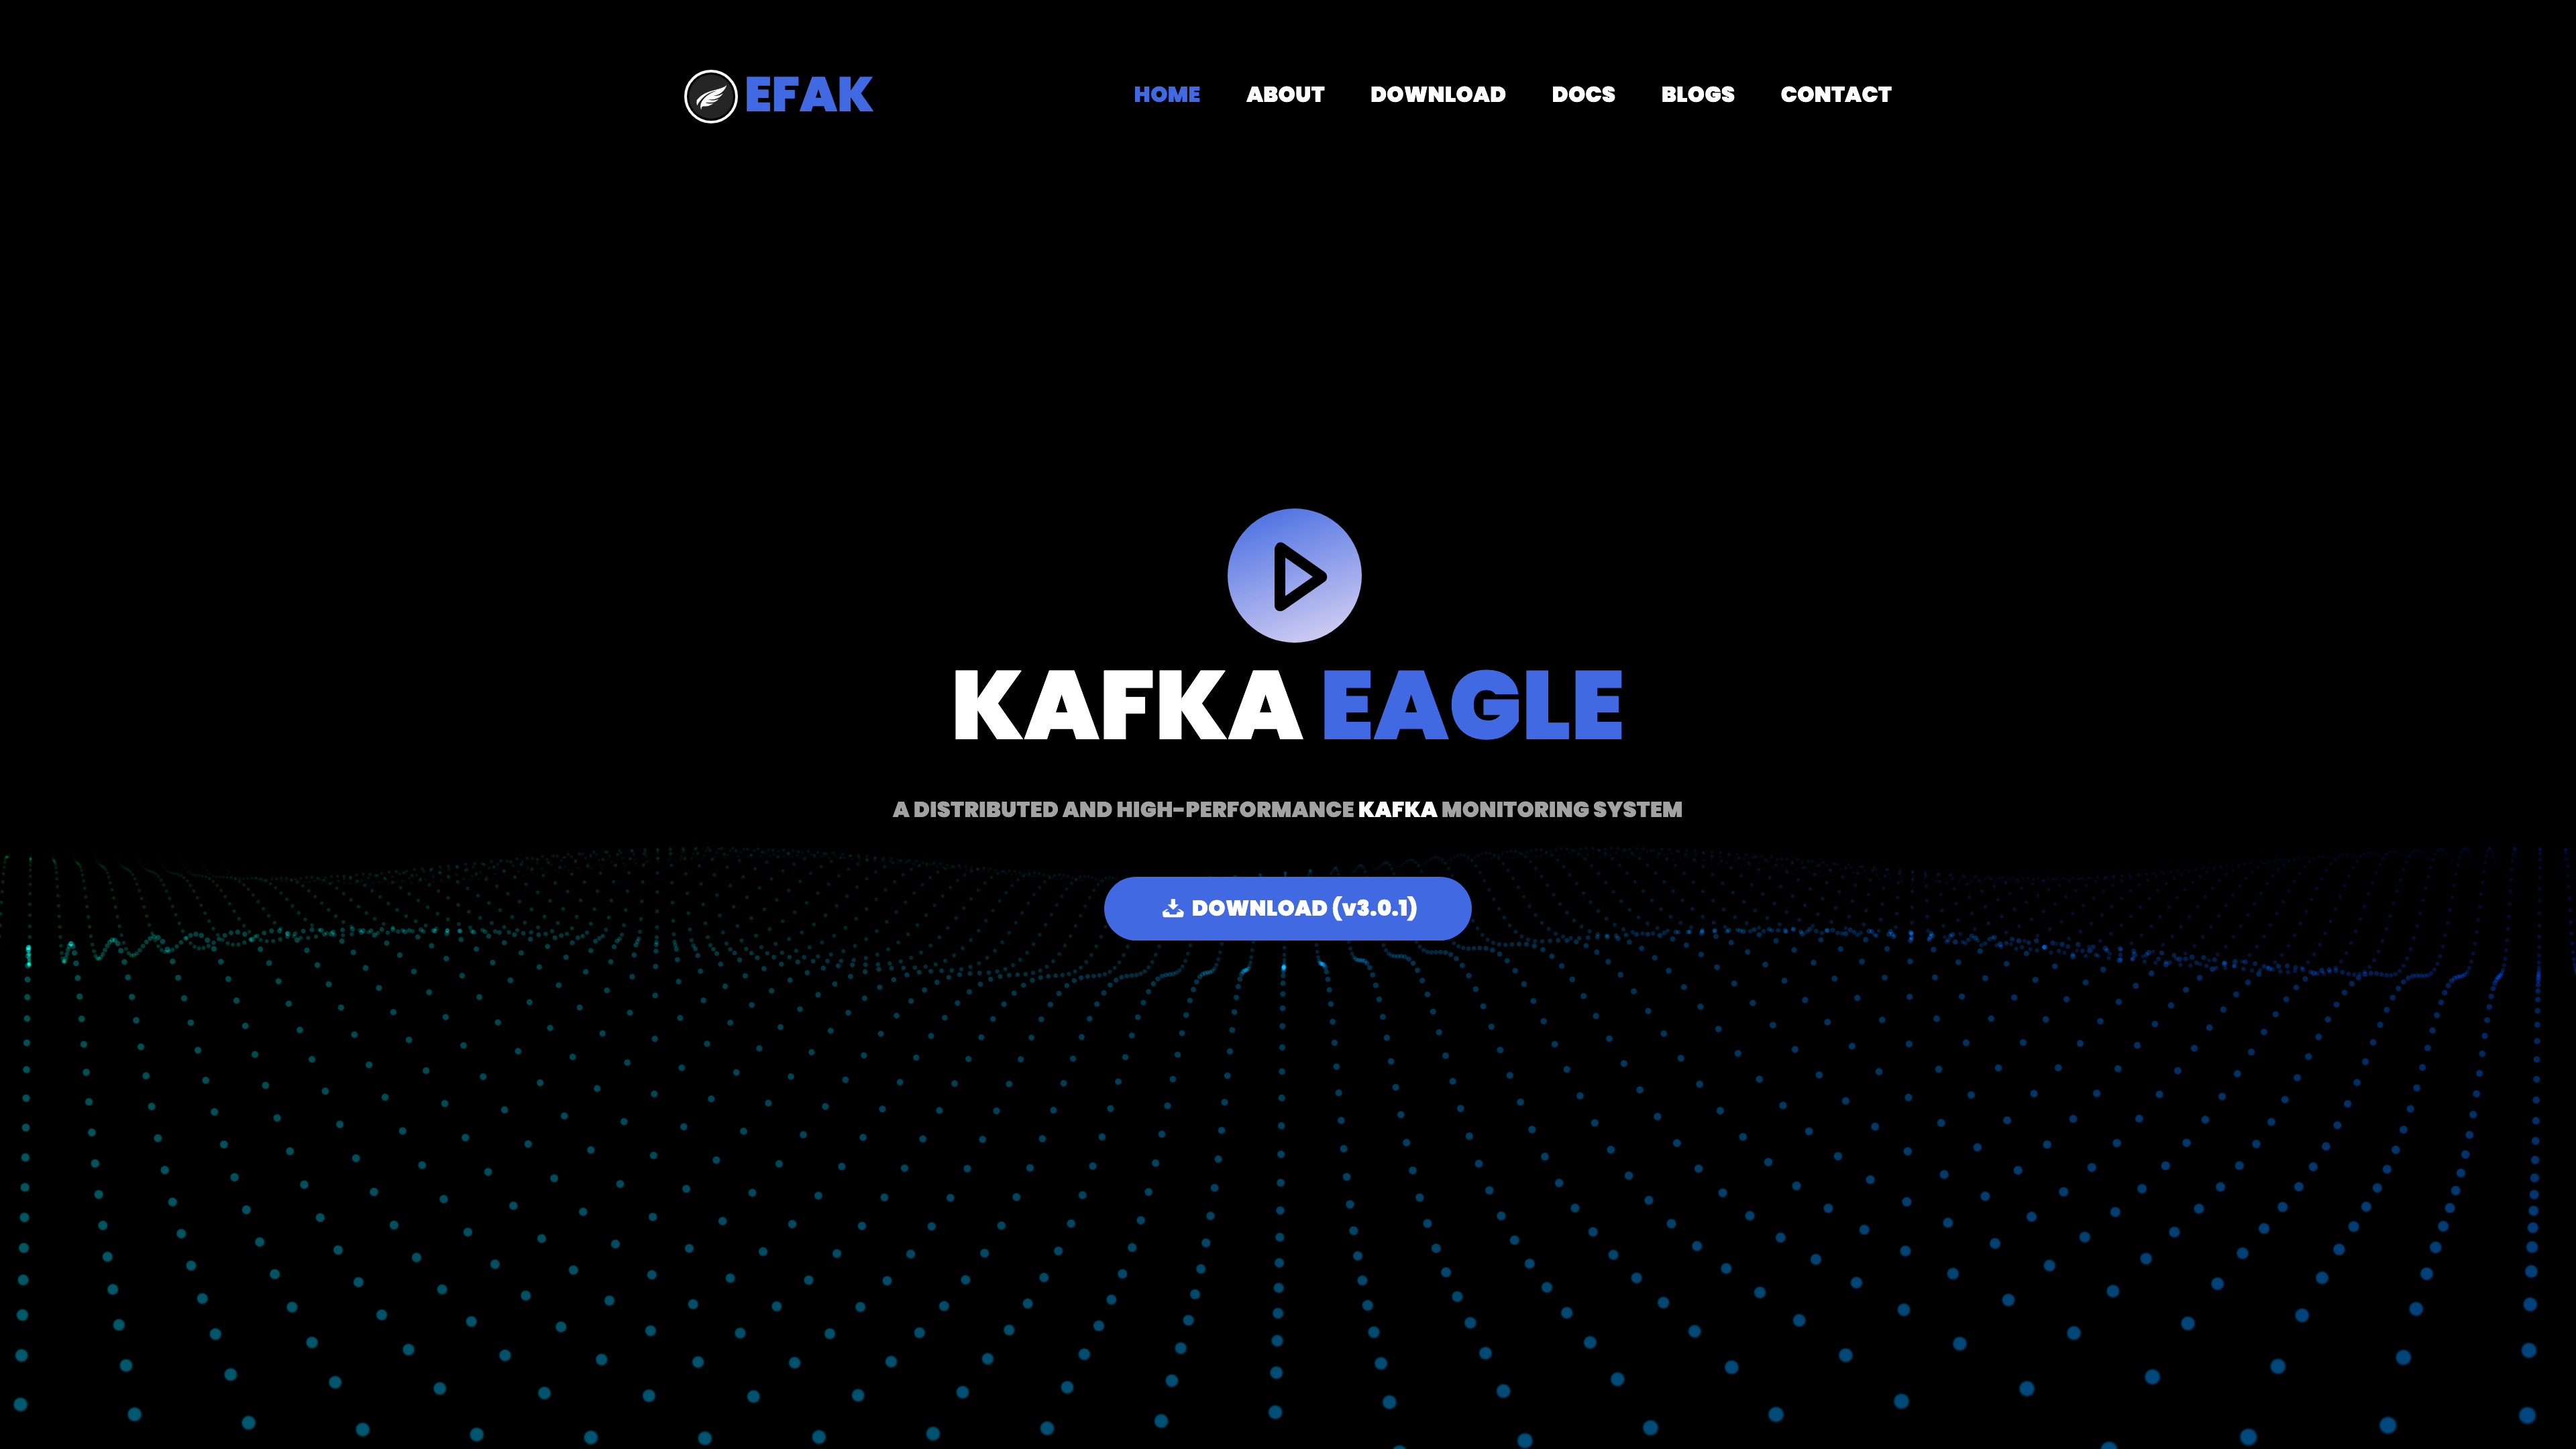 EFAK
HOME ABOUT DOWNLOAD DOCS BLOGS CONTACT
KAFKA EAGLE
A DISTRIBUTED AND HIGH-PERFORMANCE KAFKA MONITORING SYSTEM
DOWNLOAD (v3.0.1)